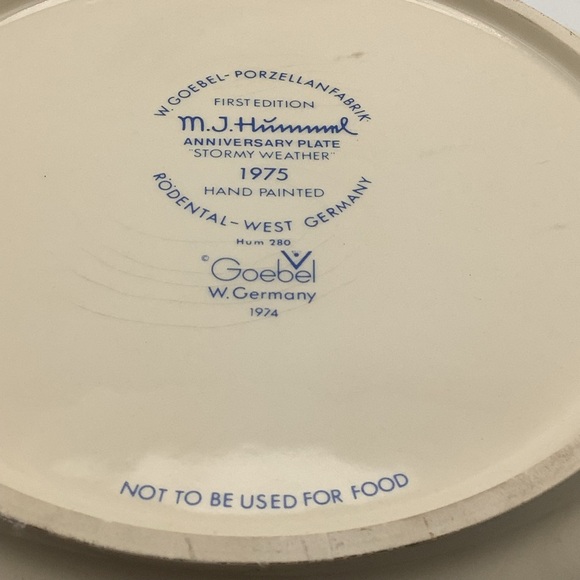 W. GOEBEL-PORZELLANFABRIK
FIRST EDITION
M.J. Hummel
ANNIVERSARY PLATE
"STORMY WEATHER"
1975
HAND PAINTED
RÖDENTAL-WEST GERMANY
Hum 280
© Goebel
W. Germany
1974
NOT TO BE USED FOR FOOD